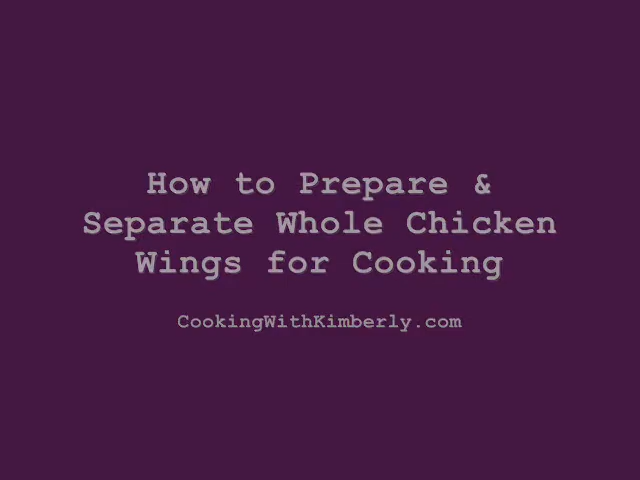 How to Prepare &
Separate Whole Chicken
Wings for Cooking
CookingWithKimberly.com